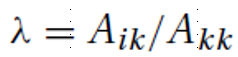 λ = A_{ik}/A_{kk}